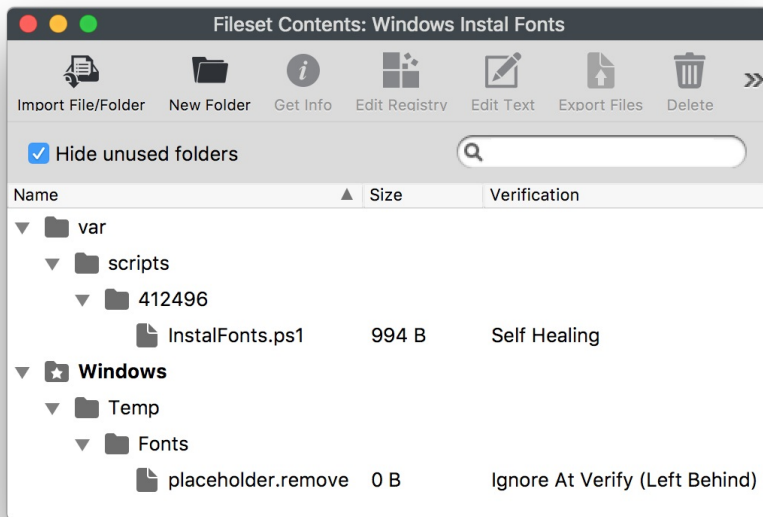 Fileset Contents: Windows Instal Fonts
Import File/Folder New Folder Get Info Edit Registry Edit Text Export Files Delete
Hide unused folders
Name Size Verification
var
scripts
412496
InstalFonts.ps1 994 B Self Healing
Windows
Temp
Fonts
placeholder.remove 0 B Ignore At Verify (Left Behind)